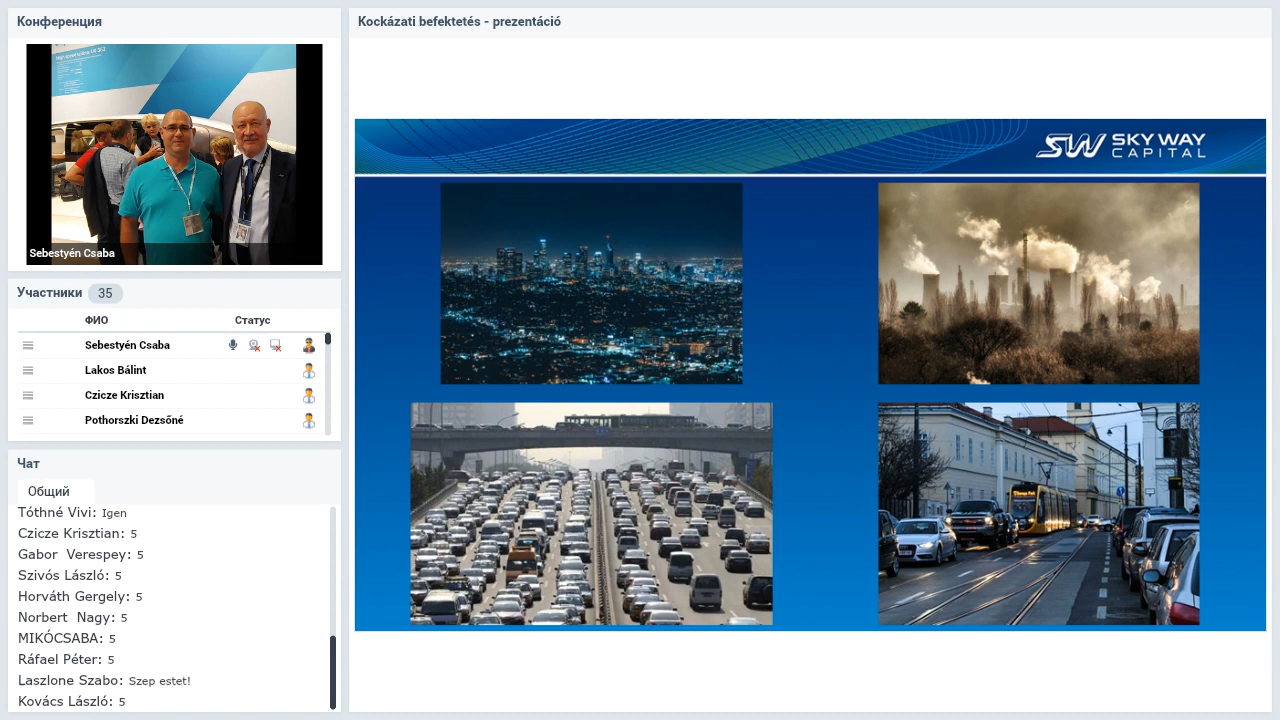 Конференция
Sebestyén Csaba
Участники 35
ФИО Статус
Sebestyén Csaba
Lakos Bálint
Czicze Krisztian
Pothorszki Dezsőné
Чат
Общий
Tóthné Vivi: Igen
Czicze Krisztian: 5
Gabor Verespey: 5
Szivós László: 5
Horváth Gergely: 5
Norbert Nagy: 5
MIKÓCSABA: 5
Ráfael Péter: 5
Laszlone Szabo: Szep estet!
Kovács László: 5
Kockázati befektetés - prezentáció
SW SKY WAY
CAPITAL